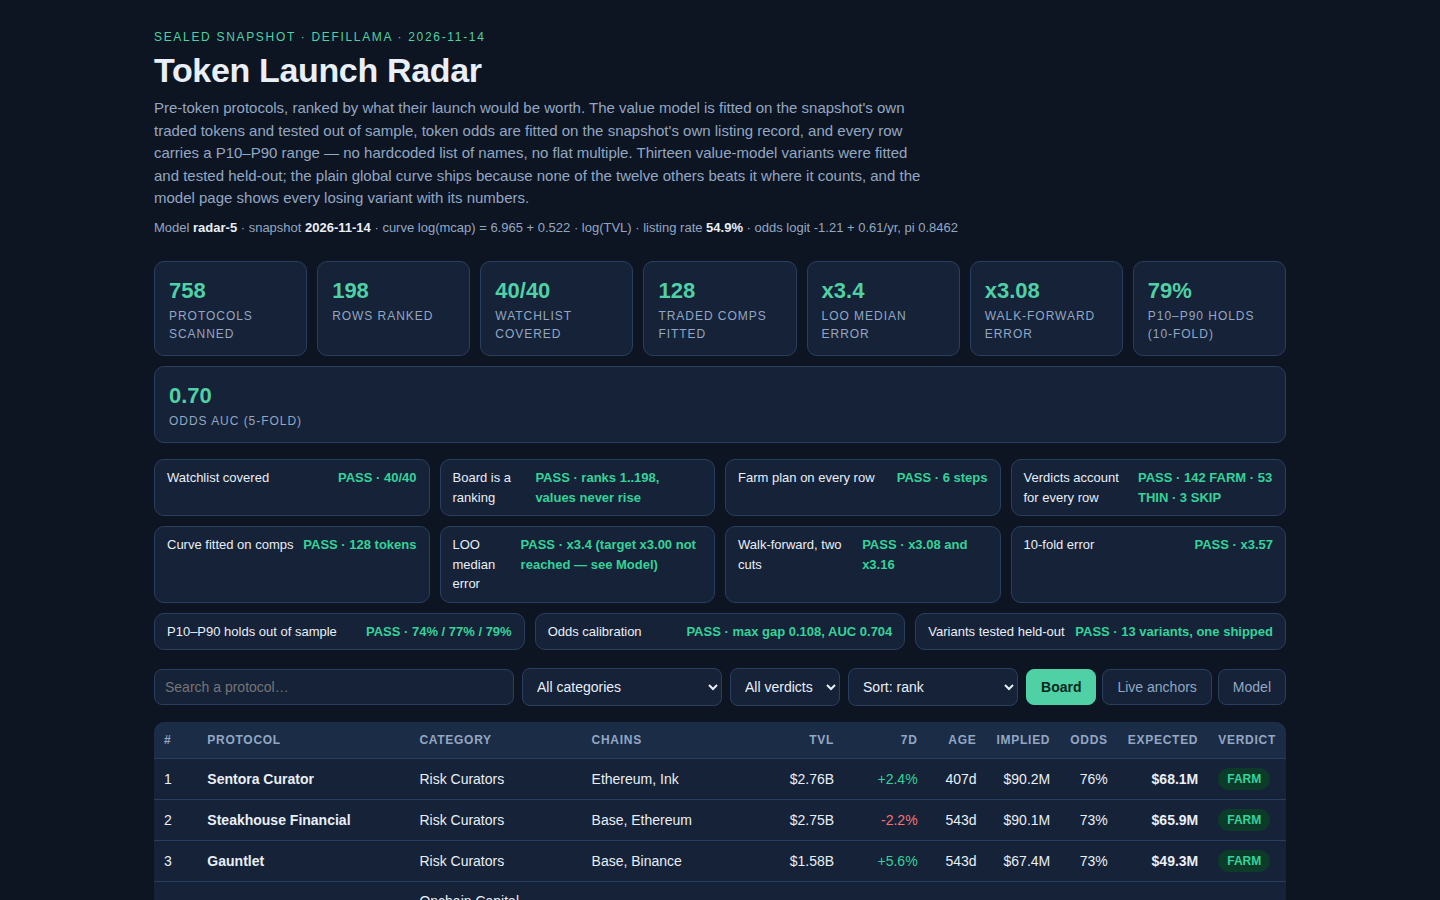 SEALED SNAPSHOT · DEFILLAMA · 2026-11-14
Token Launch Radar
Pre-token protocols, ranked by what their launch would be worth. The value model is fitted on the snapshot's own
traded tokens and tested out of sample, token odds are fitted on the snapshot's own listing record, and every row
carries a P10–P90 range — no hardcoded list of names, no flat multiple. Thirteen value-model variants were fitted
and tested held-out; the plain global curve ships because none of the twelve others beats it where it counts, and the
model page shows every losing variant with its numbers.
Model radar-5 · snapshot 2026-11-14 · curve log(mcap) = 6.965 + 0.522 · log(TVL) · listing rate 54.9% · odds logit -1.21 + 0.61/yr, pi 0.8462
758
PROTOCOLS
SCANNED
198
ROWS RANKED
40/40
WATCHLIST
COVERED
128
TRADED COMPS
FITTED
x3.4
LOO MEDIAN
ERROR
x3.08
WALK-FORWARD
ERROR
79%
P10–P90 HOLDS
(10-FOLD)
0.70
ODDS AUC (5-FOLD)
Watchlist covered PASS · 40/40
Board is a
ranking
PASS · ranks 1..198,
values never rise
Farm plan on every row PASS · 6 steps
Verdicts account
for every row
PASS · 142 FARM · 53
THIN · 3 SKIP
Curve fitted on comps PASS · 128 tokens
LOO
median
error
PASS · x3.4 (target x3.00 not
reached — see Model)
Walk-forward, two
cuts
PASS · x3.08 and
x3.16
10-fold error PASS · x3.57
P10–P90 holds out of sample PASS · 74% / 77% / 79%
Odds calibration PASS · max gap 0.108, AUC 0.704
Variants tested held-out PASS · 13 variants, one shipped
Search a protocol… All categories All verdicts Sort: rank Board Live anchors Model
# PROTOCOL CATEGORY CHAINS TVL 7D AGE IMPLIED ODDS EXPECTED VERDICT
1 Sentora Curator Risk Curators Ethereum, Ink $2.76B +2.4% 407d $90.2M 76% $68.1M FARM
2 Steakhouse Financial Risk Curators Base, Ethereum $2.75B -2.2% 543d $90.1M 73% $65.9M FARM
3 Gauntlet Risk Curators Base, Binance $1.58B +5.6% 543d $67.4M 73% $49.3M FARM
Onchain Capital